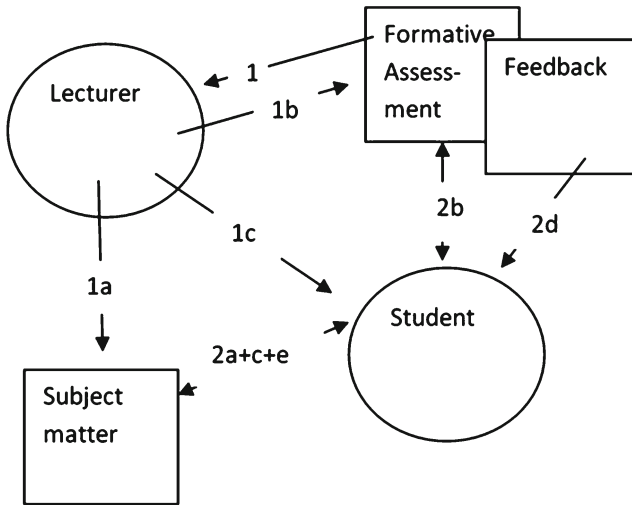 Formative
Assess-
ment
Feedback
Lecturer
1
1b
2b
2d
1c
1a
Student
2a+c+e
Subject
matter